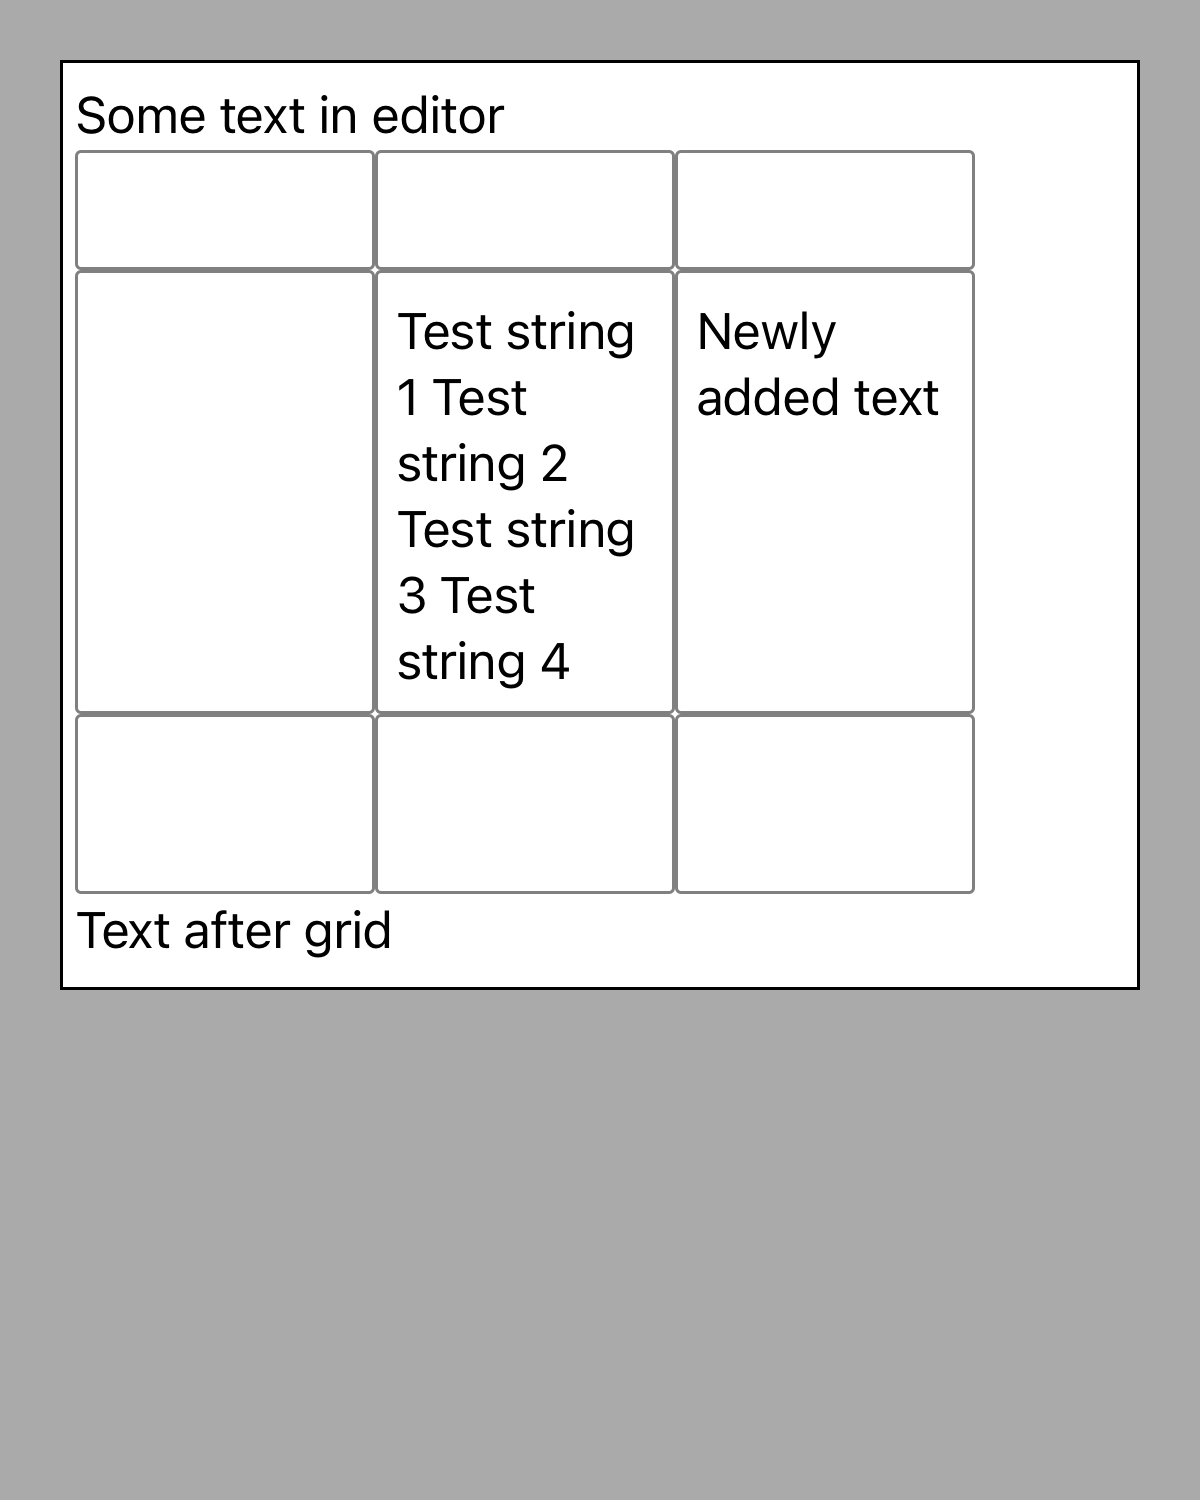 Some text in editor
Test string
1 Test
string 2
Test string
3 Test
string 4
Newly
added text
Text after grid